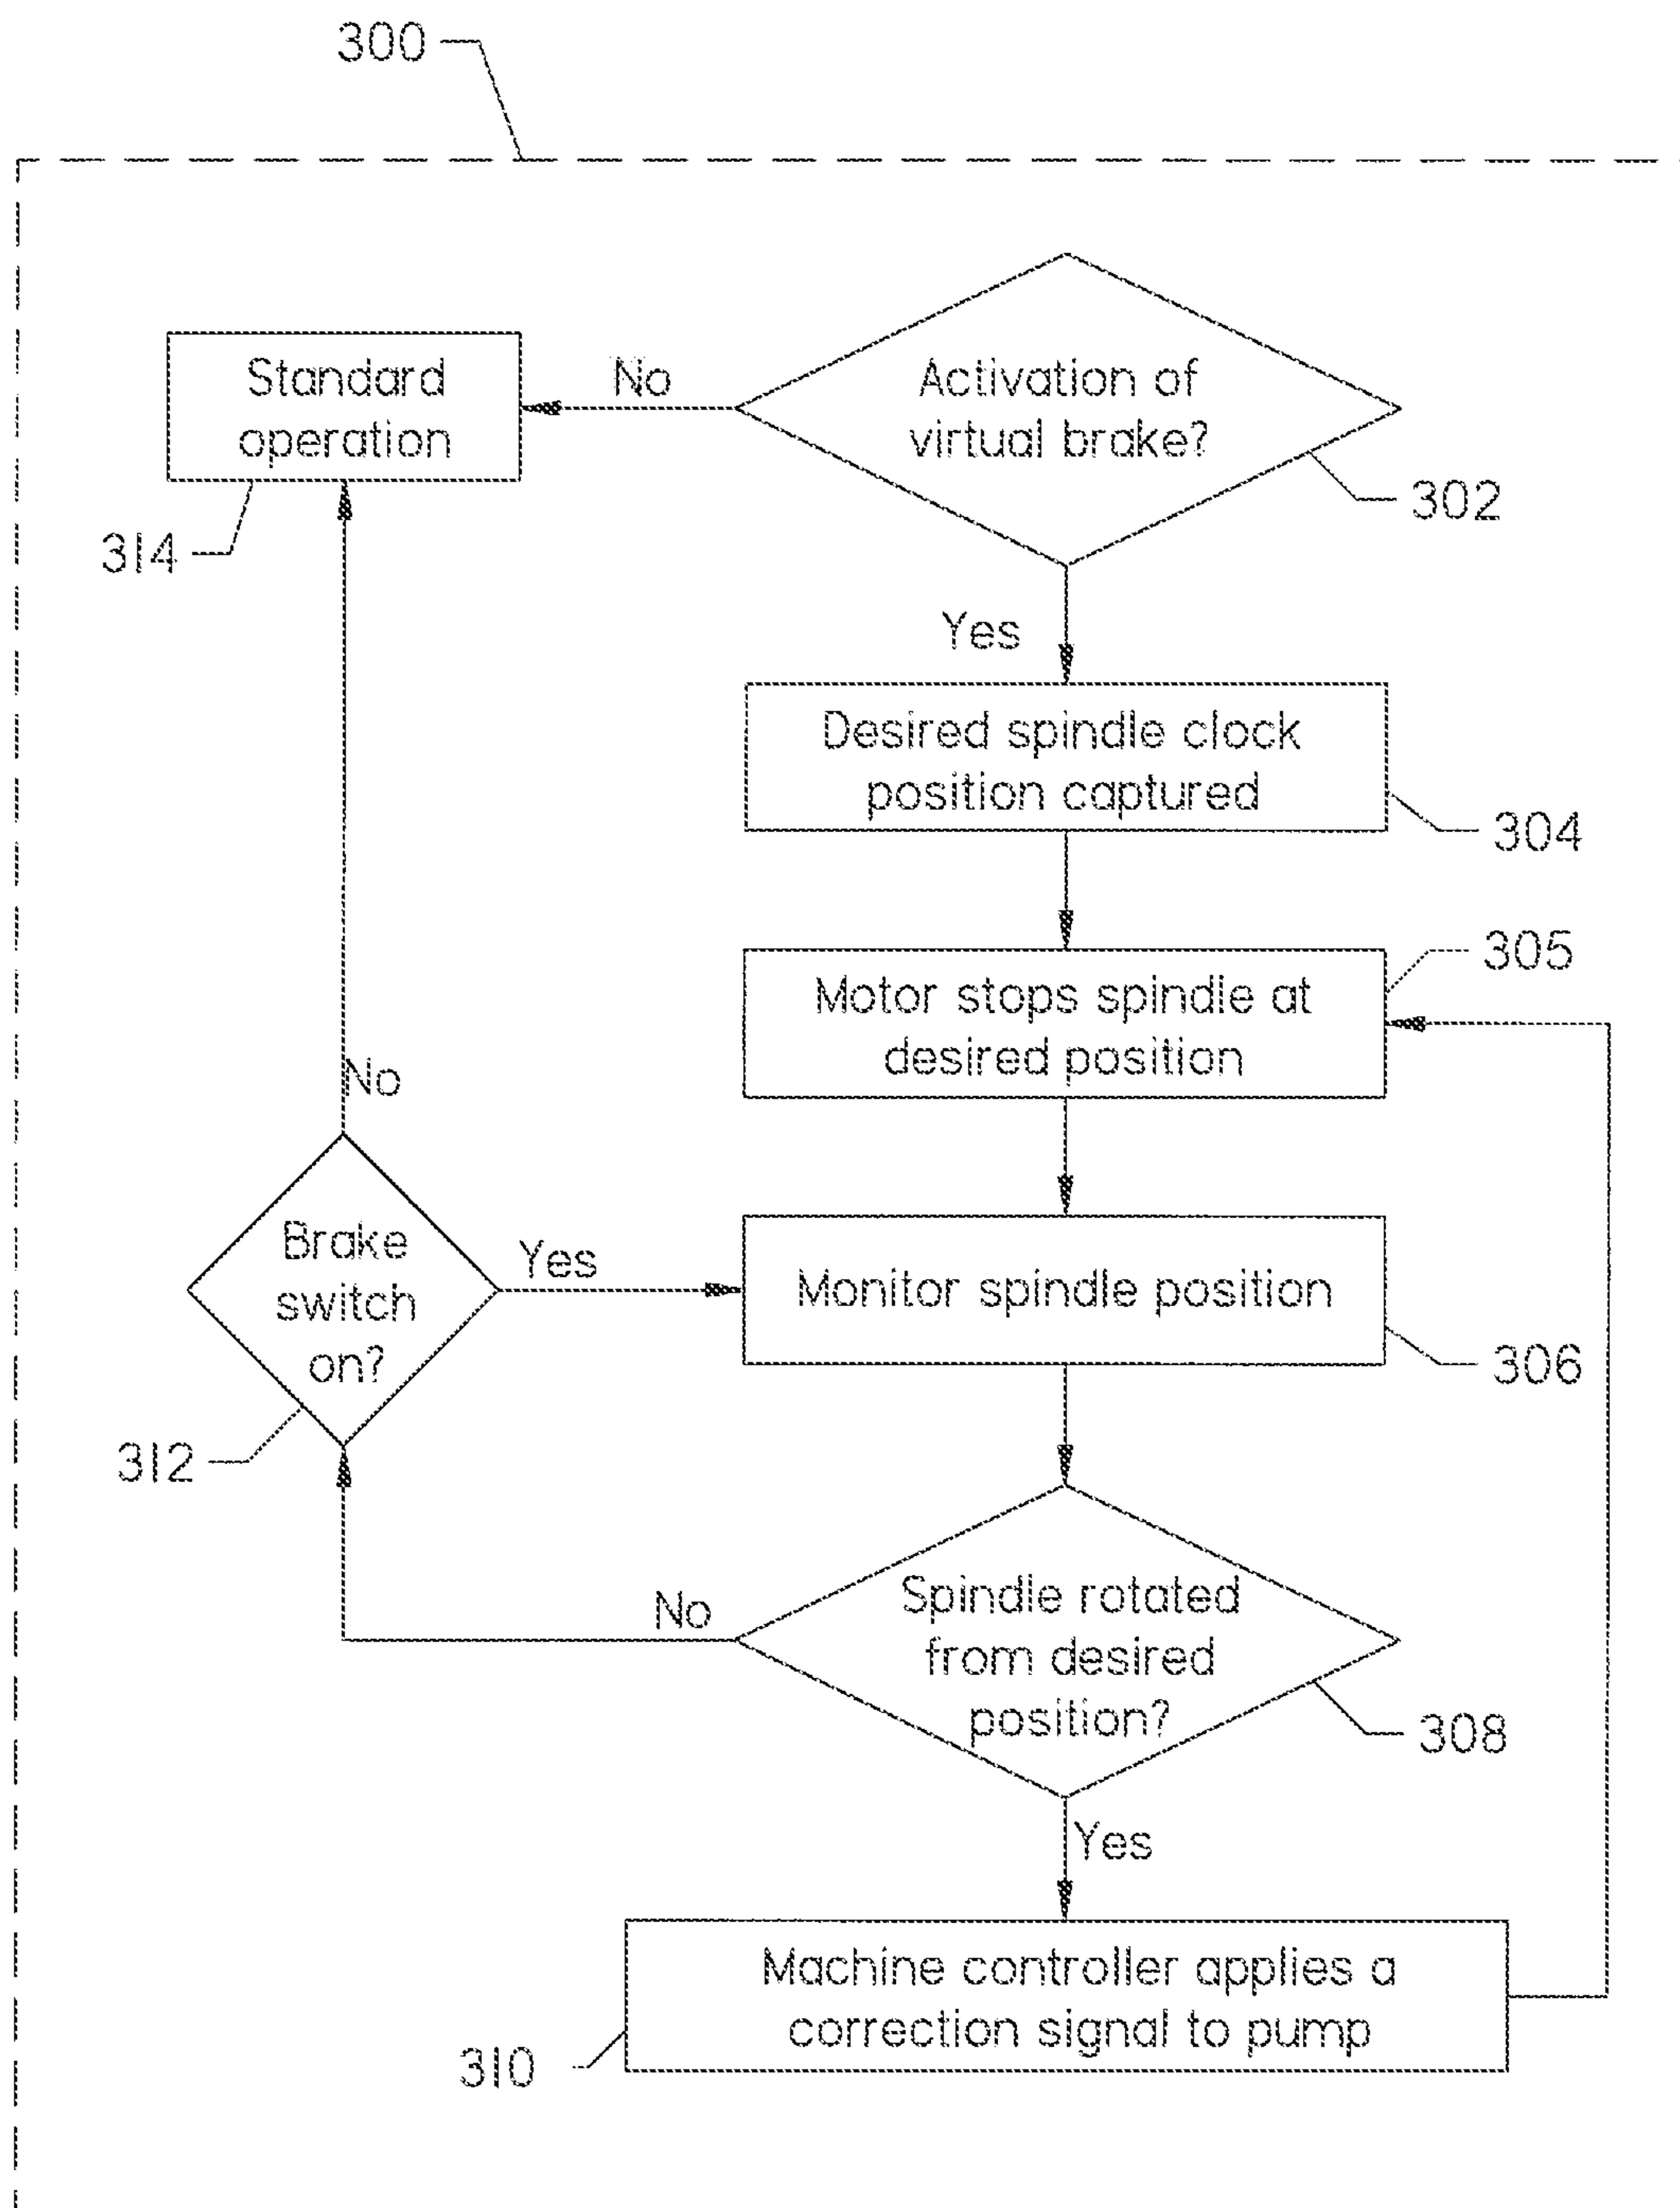 300
Standard
operation
No
Activation of
virtual brake?
302
314
Yes
Desired spindle clock
position captured
304
305
Motor stops spindle at
desired position
No
Brake
switch
on?
Yes
Monitor spindle position
306
312
No
Spindle rotated
from desired
position?
308
Yes
Machine controller applies a
correction signal to pump
310